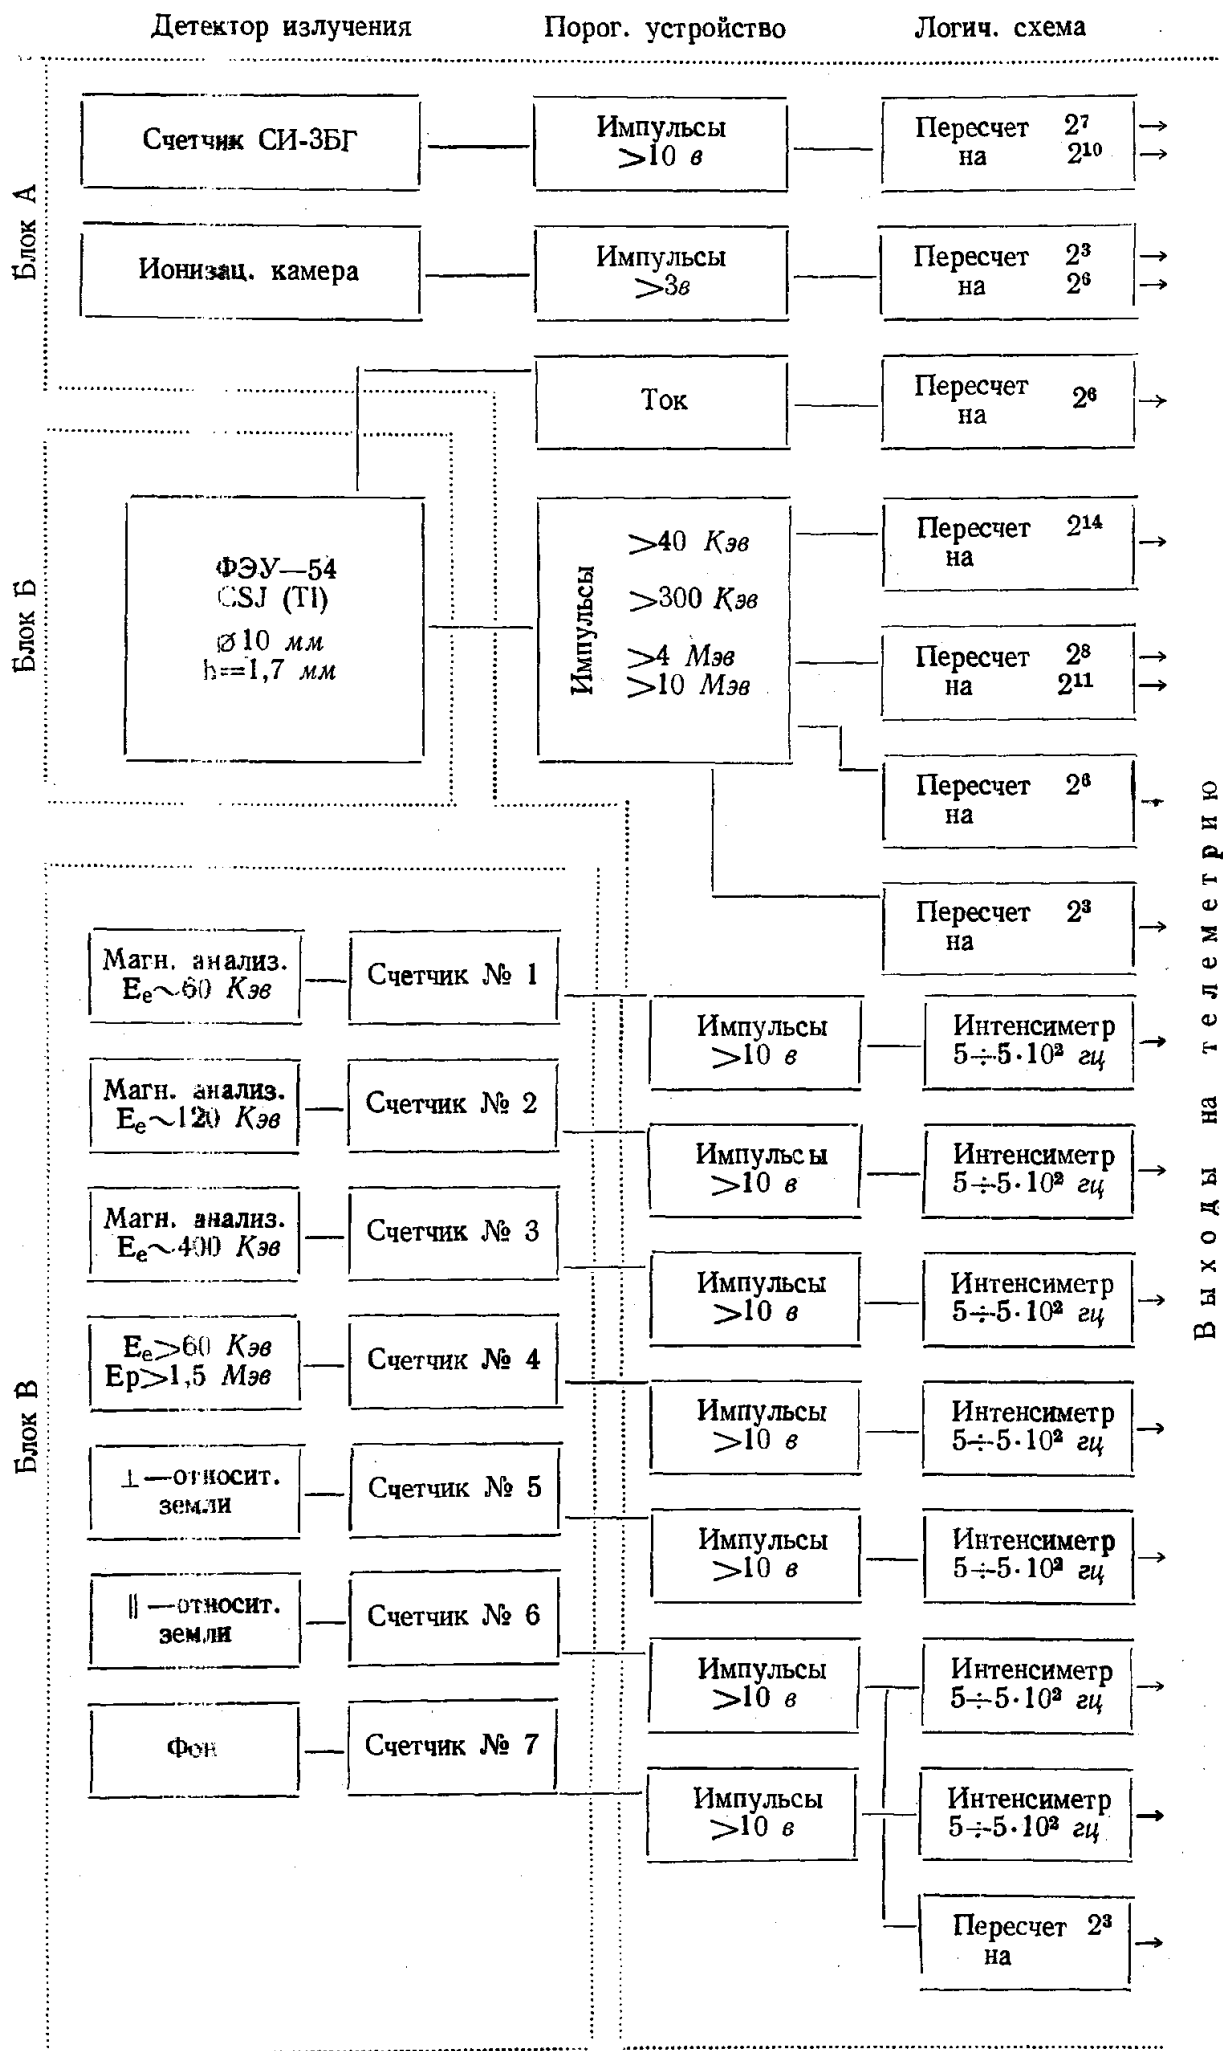 Детектор излучения
Порог. устройство
Логич. схема
Блок А
Счетчик СИ-3БГ
Импульсы
>10 в
Пересчет 2⁷
на 2¹⁰
Ионизац. камера
Импульсы
>3в
Пересчет 2³
на 2⁶
Ток
Пересчет 2⁶
на
Блок Б
ФЭУ—54
CSJ (Tl)
⌀10 мм
h=1,7 мм
Импульсы
>40 Кэв
>300 Кэв
>4 Мэв
>10 Мэв
Пересчет 2¹⁴
на
Пересчет 2⁸
на 2¹¹
Пересчет 2⁶
на
Пересчет 2³
на
Выходы на телеметрию
Блок В
Магн. анализ.
Eₑ~60 Кэв
Счетчик № 1
Импульсы
>10 в
Интенсиметр
5÷5·10² гц
Магн. анализ.
Eₑ~120 Кэв
Счетчик № 2
Импульсы
>10 в
Интенсиметр
5÷5·10² гц
Магн. анализ.
Eₑ~400 Кэв
Счетчик № 3
Импульсы
>10 в
Интенсиметр
5÷5·10² гц
Eₑ>60 Кэв
Ep>1,5 Мэв
Счетчик № 4
Импульсы
>10 в
Интенсиметр
5÷5·10² гц
⊥—относит.
земли
Счетчик № 5
Импульсы
>10 в
Интенсиметр
5÷5·10² гц
∥—относит.
земли
Счетчик № 6
Импульсы
>10 в
Интенсиметр
5÷5·10² гц
Фон
Счетчик № 7
Импульсы
>10 в
Интенсиметр
5÷5·10² гц
Пересчет 2³
на